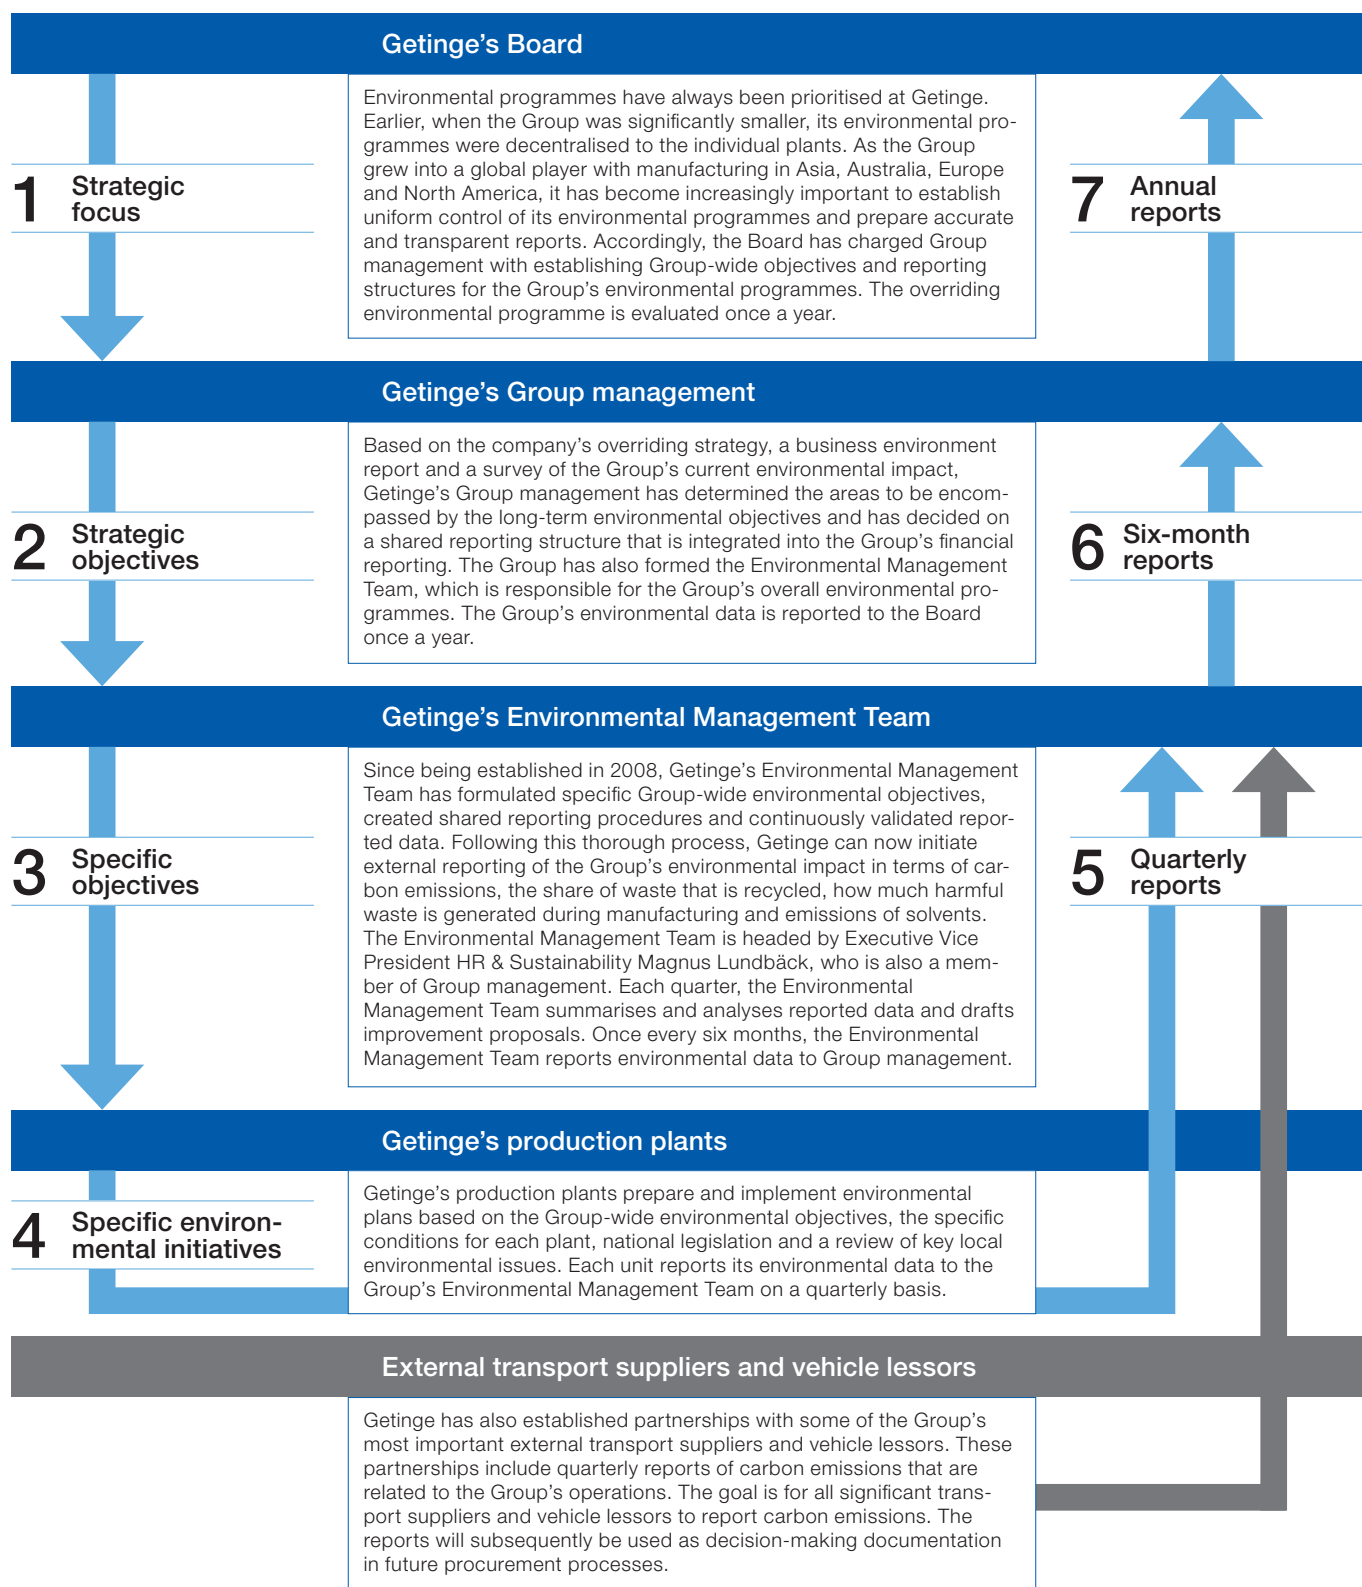 Getinge's Board
1 Strategic
focus
Environmental programmes have always been prioritised at Getinge.
Earlier, when the Group was significantly smaller, its environmental pro-
grammes were decentralised to the individual plants. As the Group
grew into a global player with manufacturing in Asia, Australia, Europe
and North America, it has become increasingly important to establish
uniform control of its environmental programmes and prepare accurate
and transparent reports. Accordingly, the Board has charged Group
management with establishing Group-wide objectives and reporting
structures for the Group's environmental programmes. The overriding
environmental programme is evaluated once a year.
7 Annual
reports
Getinge's Group management
2 Strategic
objectives
Based on the company's overriding strategy, a business environment
report and a survey of the Group's current environmental impact,
Getinge's Group management has determined the areas to be encom-
passed by the long-term environmental objectives and has decided on
a shared reporting structure that is integrated into the Group's financial
reporting. The Group has also formed the Environmental Management
Team, which is responsible for the Group's overall environmental pro-
grammes. The Group's environmental data is reported to the Board
once a year.
6 Six-month
reports
Getinge's Environmental Management Team
3 Specific
objectives
Since being established in 2008, Getinge's Environmental Management
Team has formulated specific Group-wide environmental objectives,
created shared reporting procedures and continuously validated repor-
ted data. Following this thorough process, Getinge can now initiate
external reporting of the Group's environmental impact in terms of car-
bon emissions, the share of waste that is recycled, how much harmful
waste is generated during manufacturing and emissions of solvents.
The Environmental Management Team is headed by Executive Vice
President HR & Sustainability Magnus Lundbäck, who is also a mem-
ber of Group management. Each quarter, the Environmental
Management Team summarises and analyses reported data and drafts
improvement proposals. Once every six months, the Environmental
Management Team reports environmental data to Group management.
5 Quarterly
reports
Getinge's production plants
4 Specific environ-
mental initiatives
Getinge's production plants prepare and implement environmental
plans based on the Group-wide environmental objectives, the specific
conditions for each plant, national legislation and a review of key local
environmental issues. Each unit reports its environmental data to the
Group's Environmental Management Team on a quarterly basis.
External transport suppliers and vehicle lessors
Getinge has also established partnerships with some of the Group's
most important external transport suppliers and vehicle lessors. These
partnerships include quarterly reports of carbon emissions that are
related to the Group's operations. The goal is for all significant trans-
port suppliers and vehicle lessors to report carbon emissions. The
reports will subsequently be used as decision-making documentation
in future procurement processes.